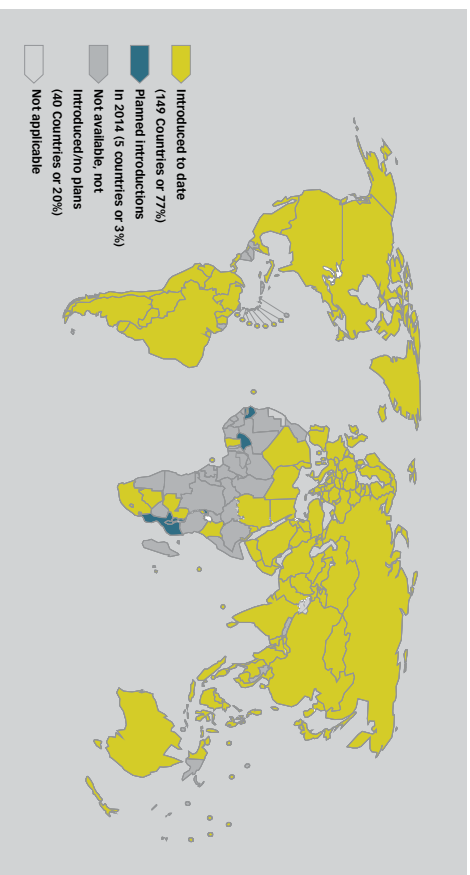 Introduced to date
(149 Countries or 77%)
Planned introductions
In 2014 (5 countries or 3%)
Not available, not
Introduced/no plans
(40 Countries or 20%)
Not applicable